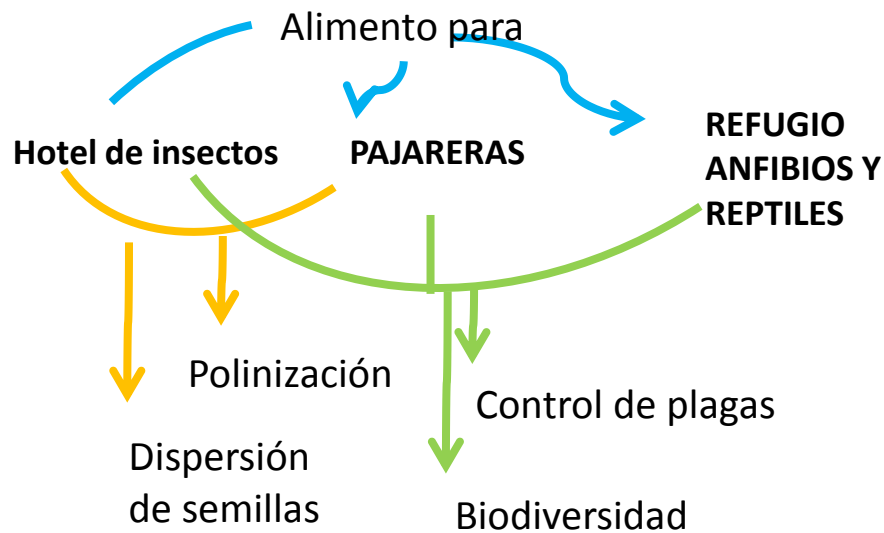 Alimento para
Hotel de insectos
PAJARERAS
REFUGIO
ANFIBIOS Y
REPTILES
Polinización
Control de plagas
Dispersión
de semillas
Biodiversidad